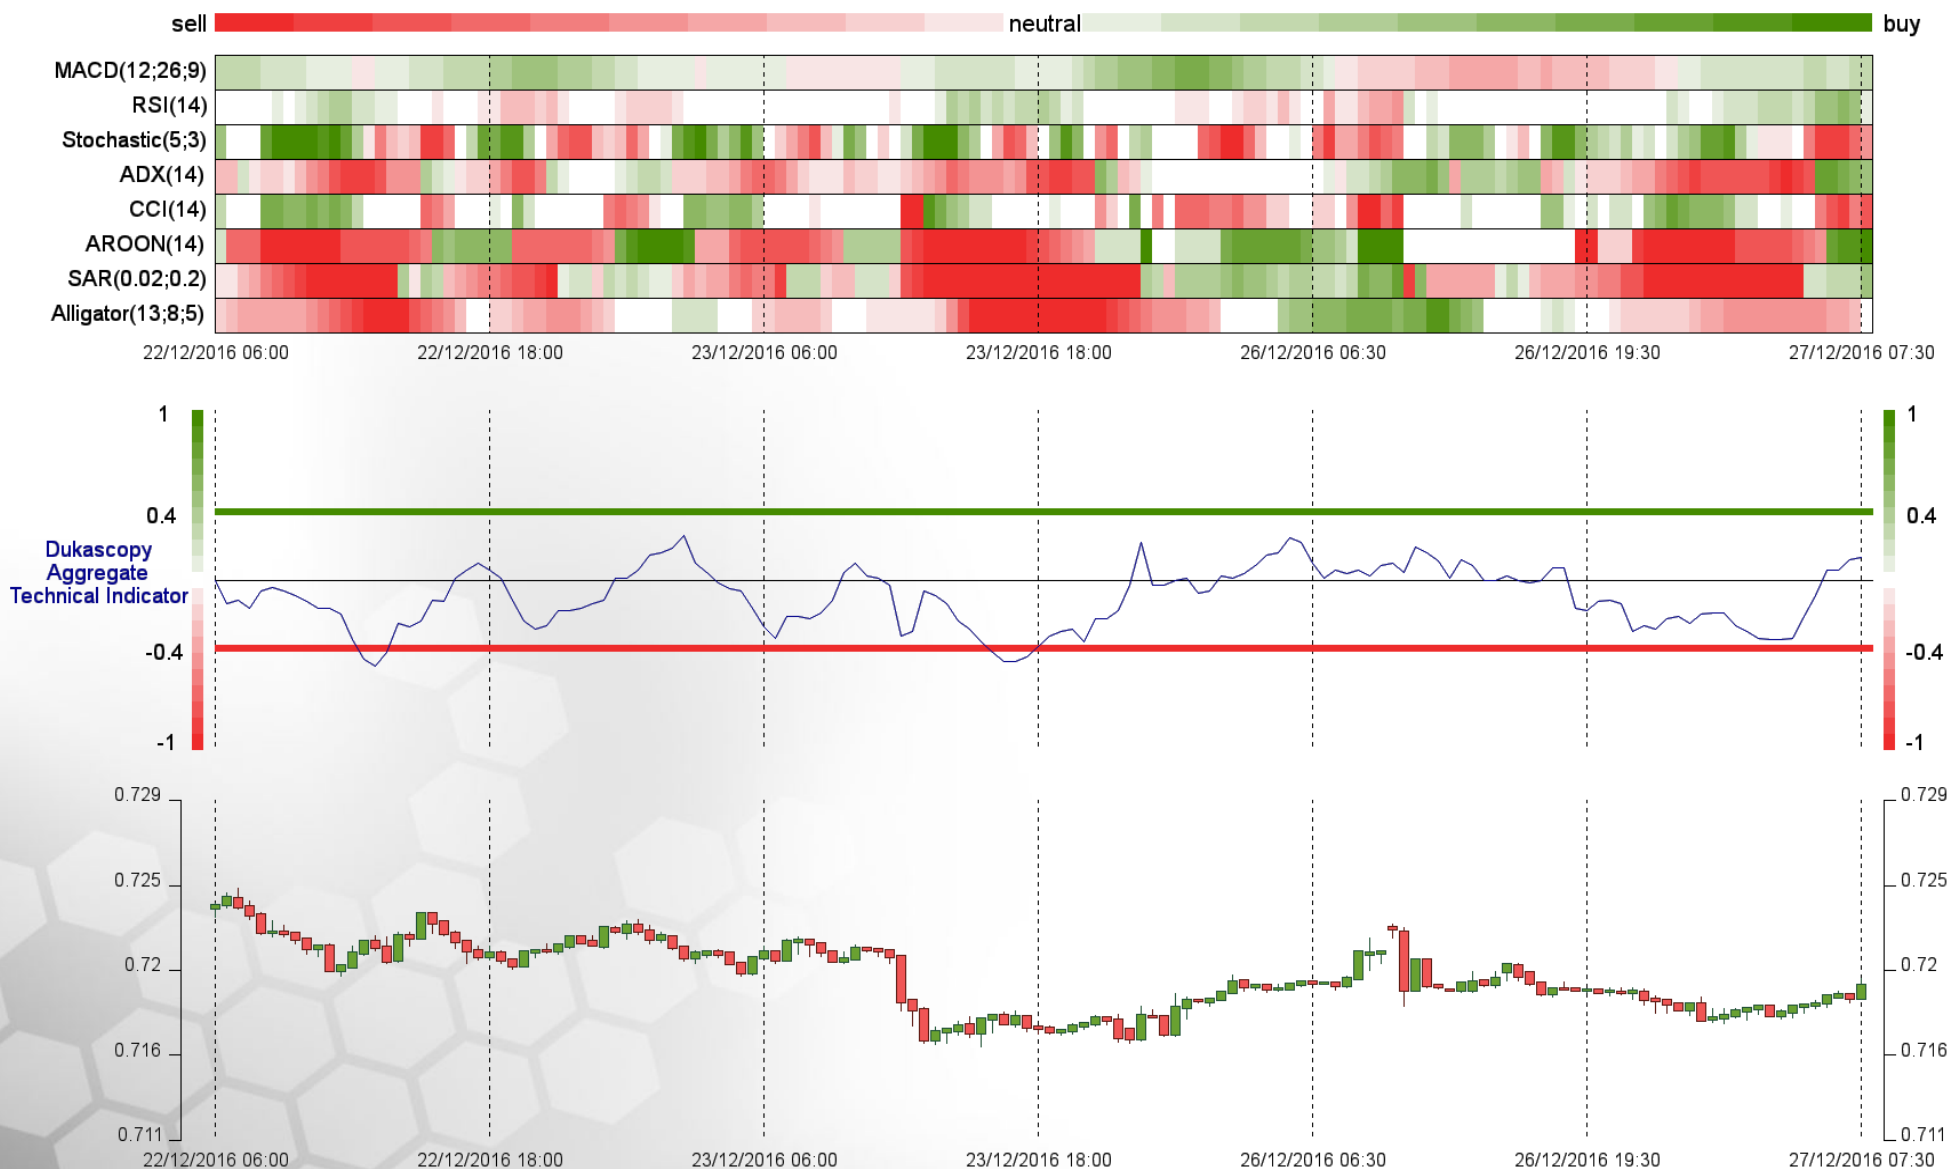 sell neutral buy
MACD(12;26;9)
RSI(14)
Stochastic(5;3)
ADX(14)
CCI(14)
AROON(14)
SAR(0.02;0.2)
Alligator(13;8;5)
22/12/2016 06:00 22/12/2016 18:00 23/12/2016 06:00 23/12/2016 18:00 26/12/2016 06:30 26/12/2016 19:30 27/12/2016 07:30
1 1
0.4 0.4
Dukascopy
Aggregate
Technical Indicator
-0.4 -0.4
-1 -1
0.729 0.729
0.725 0.725
0.72 0.72
0.716 0.716
0.711 0.711
22/12/2016 06:00 22/12/2016 18:00 23/12/2016 06:00 23/12/2016 18:00 26/12/2016 06:30 26/12/2016 19:30 27/12/2016 07:30